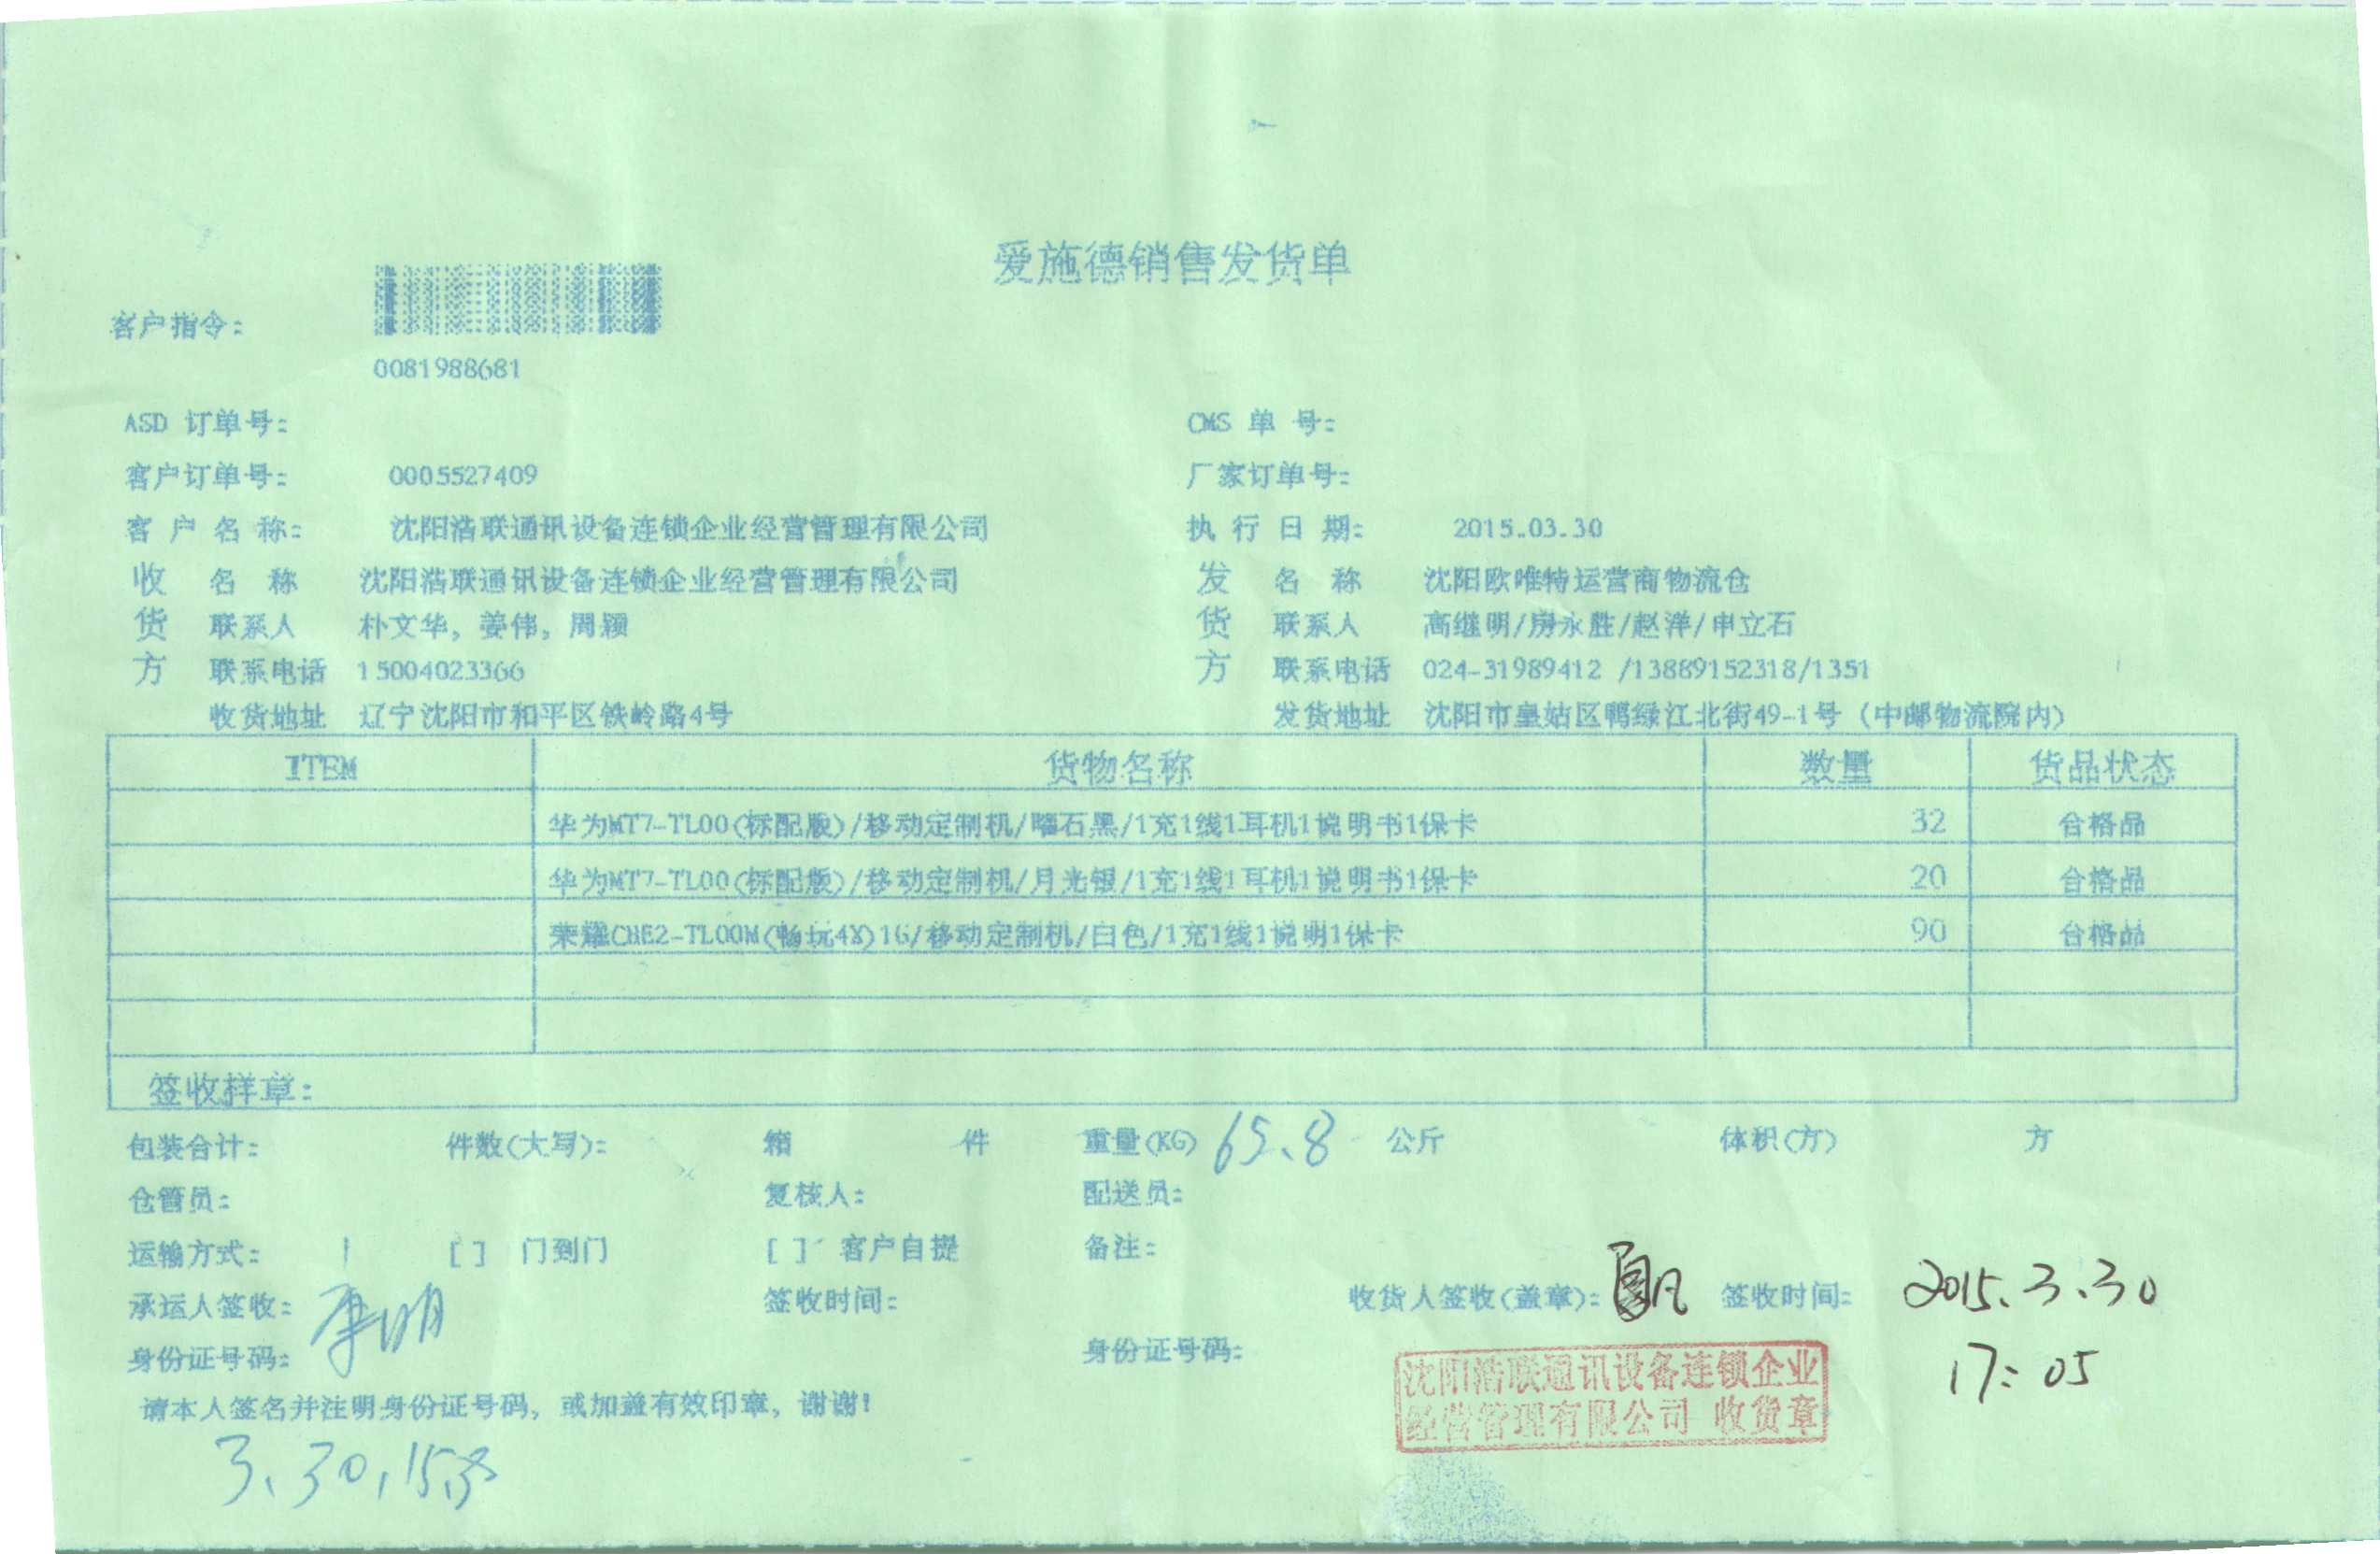 爱施德销售发货单
客户指令:
0081988681
ASD 订单号: CMS 单 号:
客户订单号: 0005527409 厂家订单号:
客 户 名 称: 沈阳浩联通讯设备连锁企业经营管理有限公司 执 行 日 期: 2015.03.30
收 名 称 沈阳浩联通讯设备连锁企业经营管理有限公司 发 名 称 沈阳欧唯特运营商物流仓
货 联系人 朴文华, 姜伟, 周颖 货 联系人 高继明/房永胜/赵洋/申立石
方 联系电话 15004023366 方 联系电话 024-31989412 /13889152318/1351
收货地址 辽宁沈阳市和平区铁岭路4号 发货地址 沈阳市皇姑区鸭绿江北街49-1号 (中邮物流院内)
ITEM 货物名称 数量 货品状态
华为MT7-TL00(标配版)/移动定制机/曜石黑/1充1线1耳机1说明书1保卡 32 合格品
华为MT7-TL00(标配版)/移动定制机/月光银/1充1线1耳机1说明书1保卡 20 合格品
荣耀CHE2-TL00M(畅玩4X)1G/移动定制机/白色/1充1线1说明1保卡 90 合格品
签收样章:
包装合计: 件数(大写): 箱 件 重量(KG) 65.8 公斤 体积(方) 方
仓管员: 复核人: 配送员:
运输方式: [ ] 门到门 [ ] 客户自提 备注:
承运人签收: 签收时间: 收货人签收(盖章): 签收时间: 2015.3.30
身份证号码: 身份证号码: 17:05
沈阳浩联通讯设备连锁企业
经营管理有限公司 收货章
请本人签名并注明身份证号码, 或加盖有效印章, 谢谢!